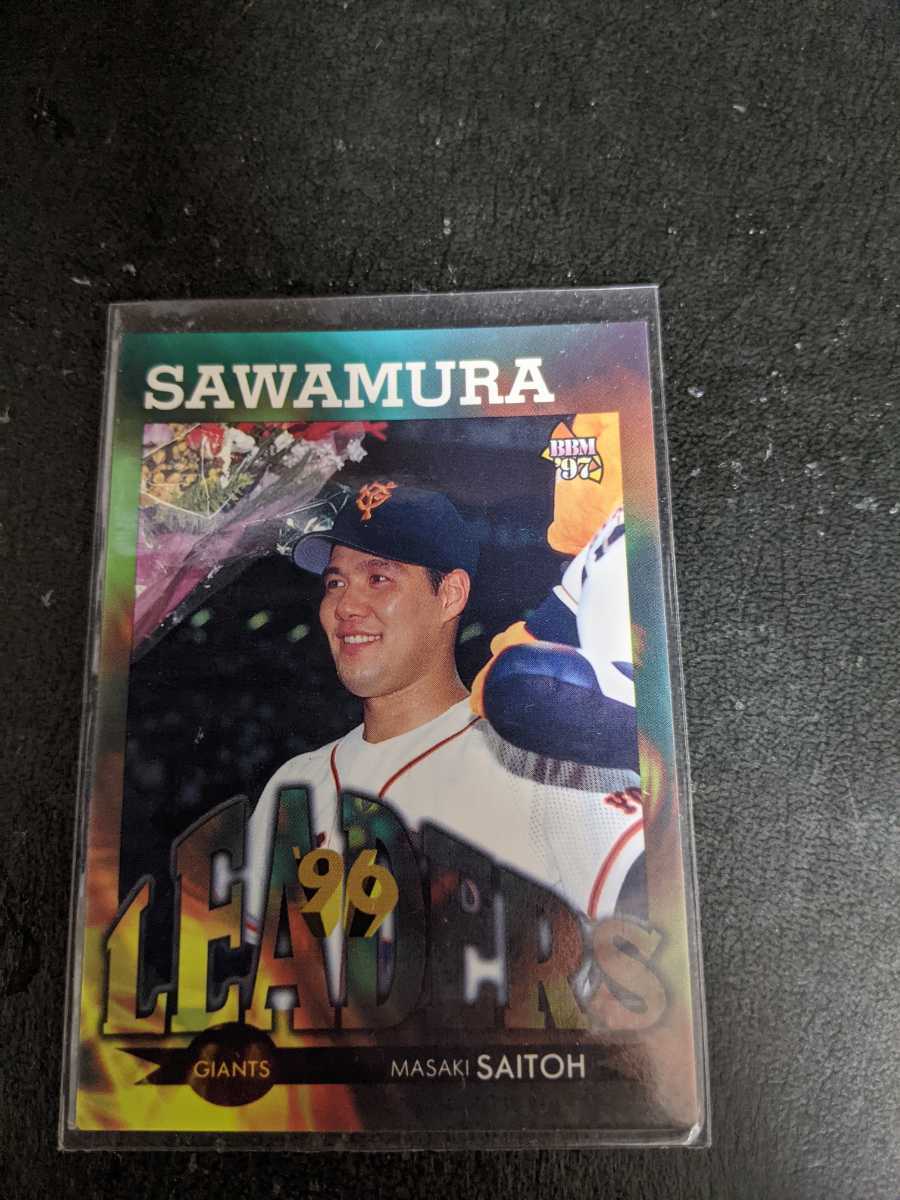 SAWAMURA
BBM
'97
LEADERS
'96
GIANTS
MASAKI SAITOH